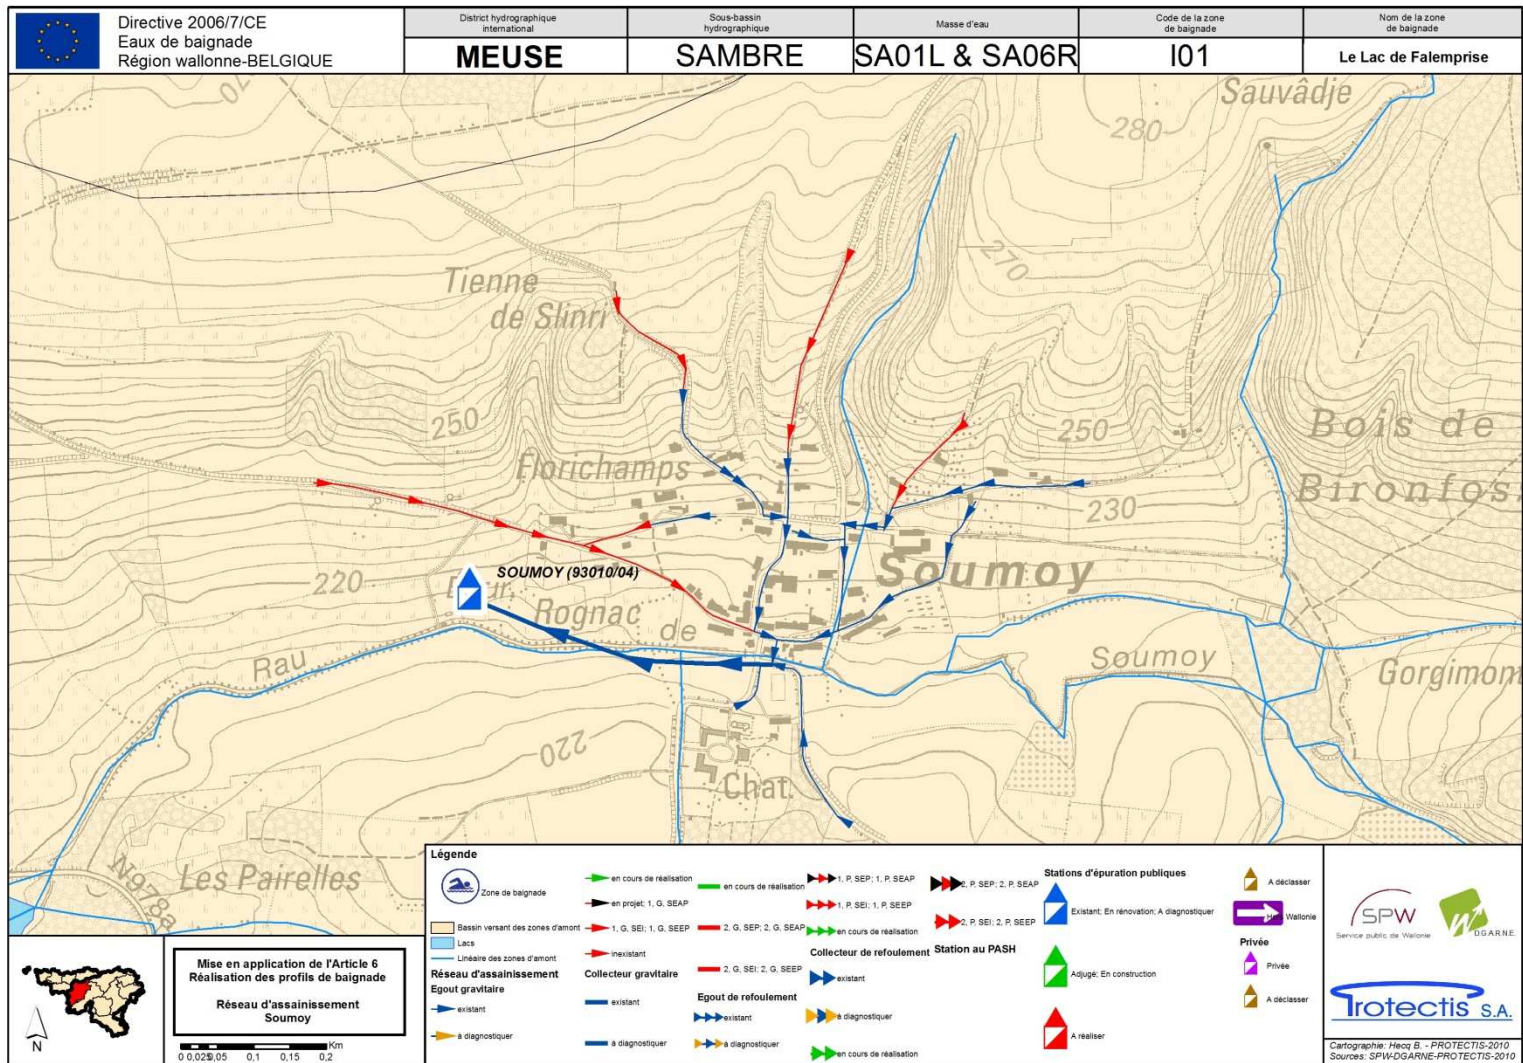 Directive 2006/7/CE
Eaux de baignade
Région wallonne-BELGIQUE
District hydrographique
international
MEUSE
Sous-bassin
hydrographique
SAMBRE
Masse d'eau
SA01L & SA06R
Code de la zone
de baignade
I01
Nom de la zone
de baignade
Le Lac de Falemprise
70
Sauvâdje
280
270
Tienne
de Slinri
250
Florichamps
250
Bois de
Bironfos.
230
SOUMOY (93010/04)
220
Soumoy
Rognac de
Rau
Soumoy
Gorgimon
220
Chat.
N978a
Les Pairelles
Légende
Zone de baignade
Bassin versant des zones d'amont
Lacs
Linéaire des zones d'amont
Réseau d'assainissement
Egout gravitaire
existant
à diagnostiquer
en cours de réalisation
en projet; 1, G, SEAP
1, G, SEI; 1, G, SEEP
inexistant
Collecteur gravitaire
existant
à diagnostiquer
en cours de réalisation
2, G, SEP; 2, G, SEAP
2, G, SEI; 2, G, SEEP
Egout de refoulement
existant
à diagnostiquer
1, P, SEP; 1, P, SEAP
1, P, SEI; 1, P, SEEP
en cours de réalisation
Collecteur de refoulement
existant
à diagnostiquer
en cours de réalisation
2, P, SEP; 2, P, SEAP
2, P, SEI; 2, P, SEEP
Station au PASH
Stations d'épuration publiques
Existant; En rénovation; A diagnostiquer
Adjugé; En construction
A réaliser
A déclasser
Hors Wallonie
Privée
Privée
A déclasser
N
Mise en application de l'Article 6
Réalisation des profils de baignade
Réseau d'assainissement
Soumoy
Km
0 0,025 0,05 0,1 0,15 0,2
SPW
Service public de Wallonie
DGARNE
Protectis S.A.
Cartographie: Hecq B. - PROTECTIS-2010
Sources: SPW-DGARNE-PROTECTIS-2010